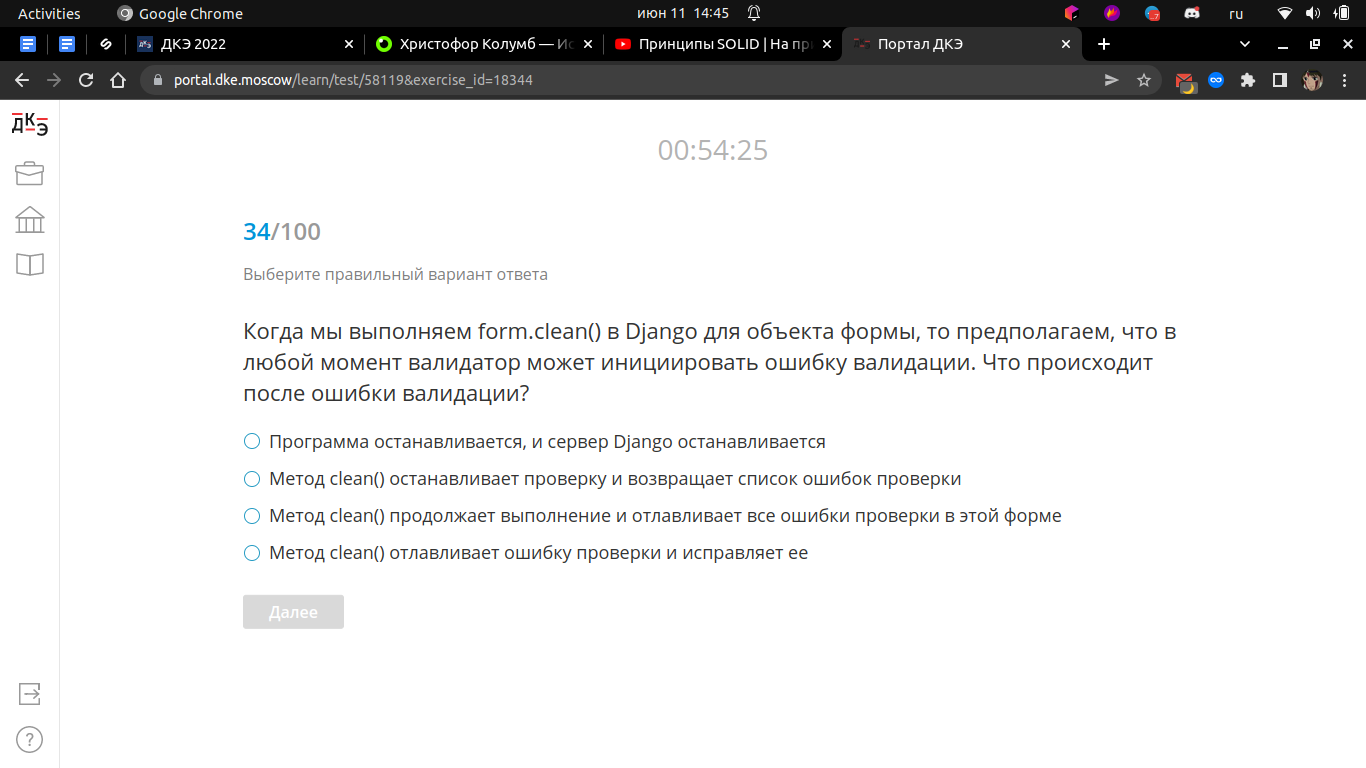 Activities
Google Chrome
июн 11 14:45
ru
ДКЭ 2022
Христофор Колумб — Ис
Принципы SOLID | На пр
Портал ДКЭ
portal.dke.moscow/learn/test/58119&exercise_id=18344
ДКЭ
00:54:25
34/100
Выберите правильный вариант ответа
Когда мы выполняем form.clean() в Django для объекта формы, то предполагаем, что в
любой момент валидатор может инициировать ошибку валидации. Что происходит
после ошибки валидации?
Программа останавливается, и сервер Django останавливается
Метод clean() останавливает проверку и возвращает список ошибок проверки
Метод clean() продолжает выполнение и отлавливает все ошибки проверки в этой форме
Метод clean() отлавливает ошибку проверки и исправляет ее
Далее